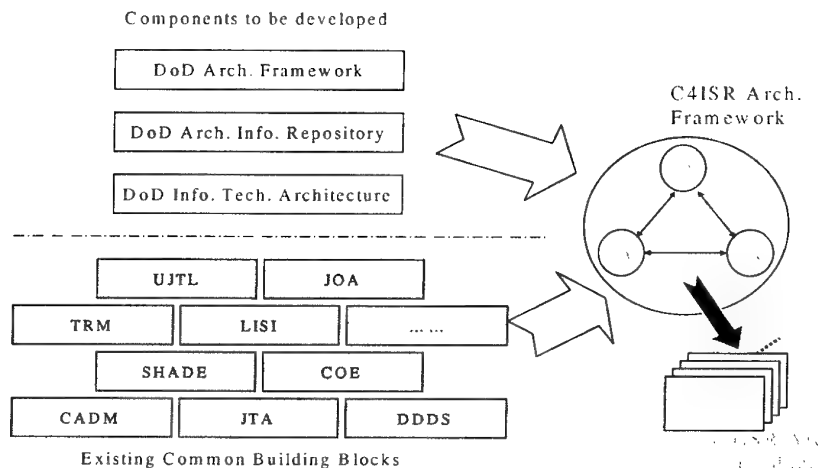 Components to be developed
DoD Arch. Framework
DoD Arch. Info. Repository
DoD Info. Tech. Architecture
C4ISR Arch.
Framework
UJTL
JOA
TRM
LISI
... ...
SHADE
COE
CADM
JTA
DDDS
Existing Common Building Blocks